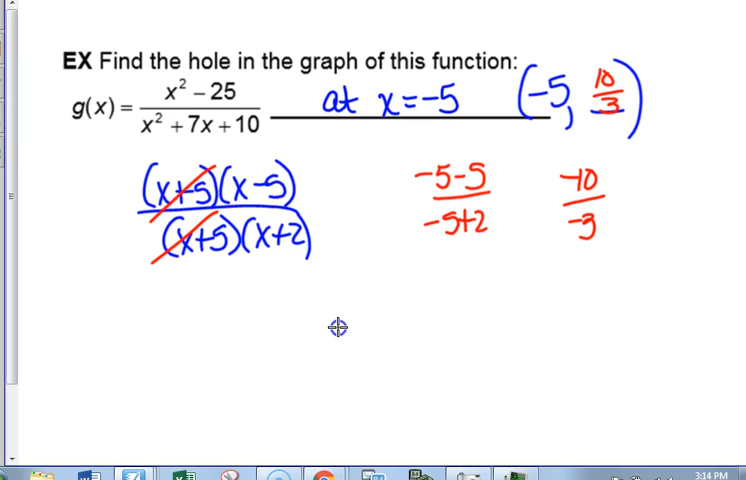 EX Find the hole in the graph of this function:
g(x) = (x² − 25)/(x² + 7x + 10) at x = −5 (−5, 10/3)
(x+5)(x−5)/(x+5)(x+2) −5−5/−5+2 −10/−3
3:14 PM